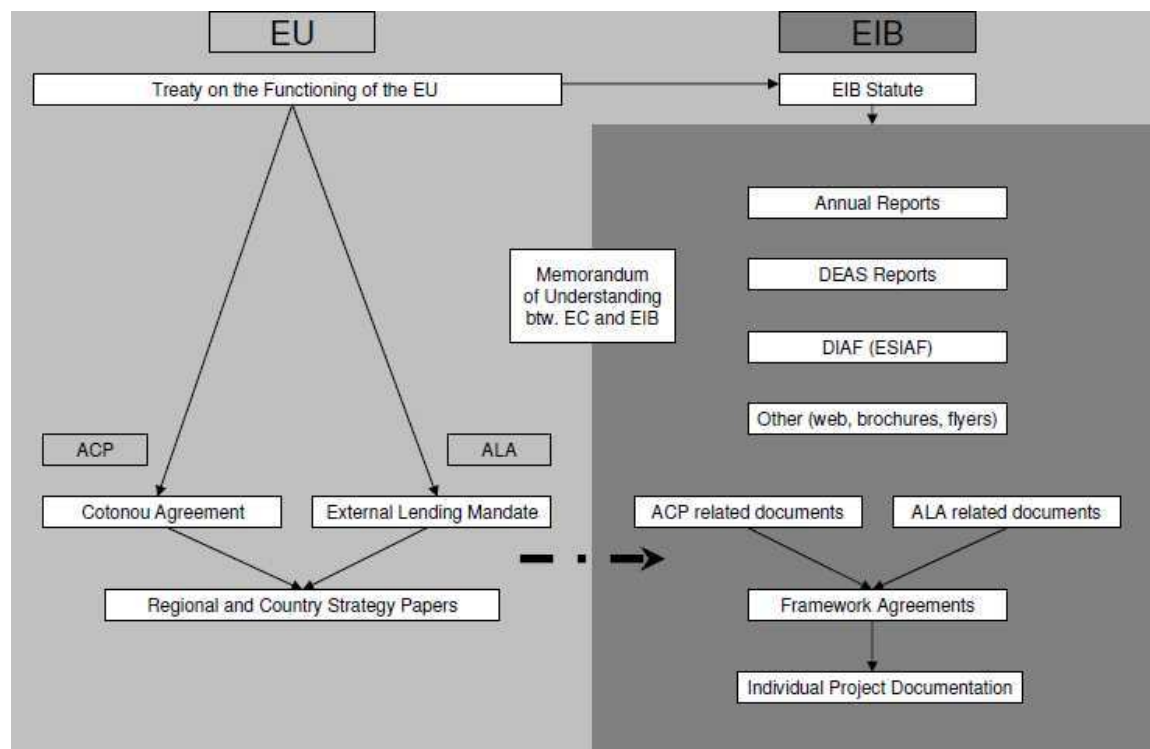 EU
EIB
Treaty on the Functioning of the EU
EIB Statute
Annual Reports
Memorandum
of Understanding
btw. EC and EIB
DEAS Reports
DIAF (ESIAF)
Other (web, brochures, flyers)
ACP
ALA
Cotonou Agreement
External Lending Mandate
ACP related documents
ALA related documents
Regional and Country Strategy Papers
Framework Agreements
Individual Project Documentation